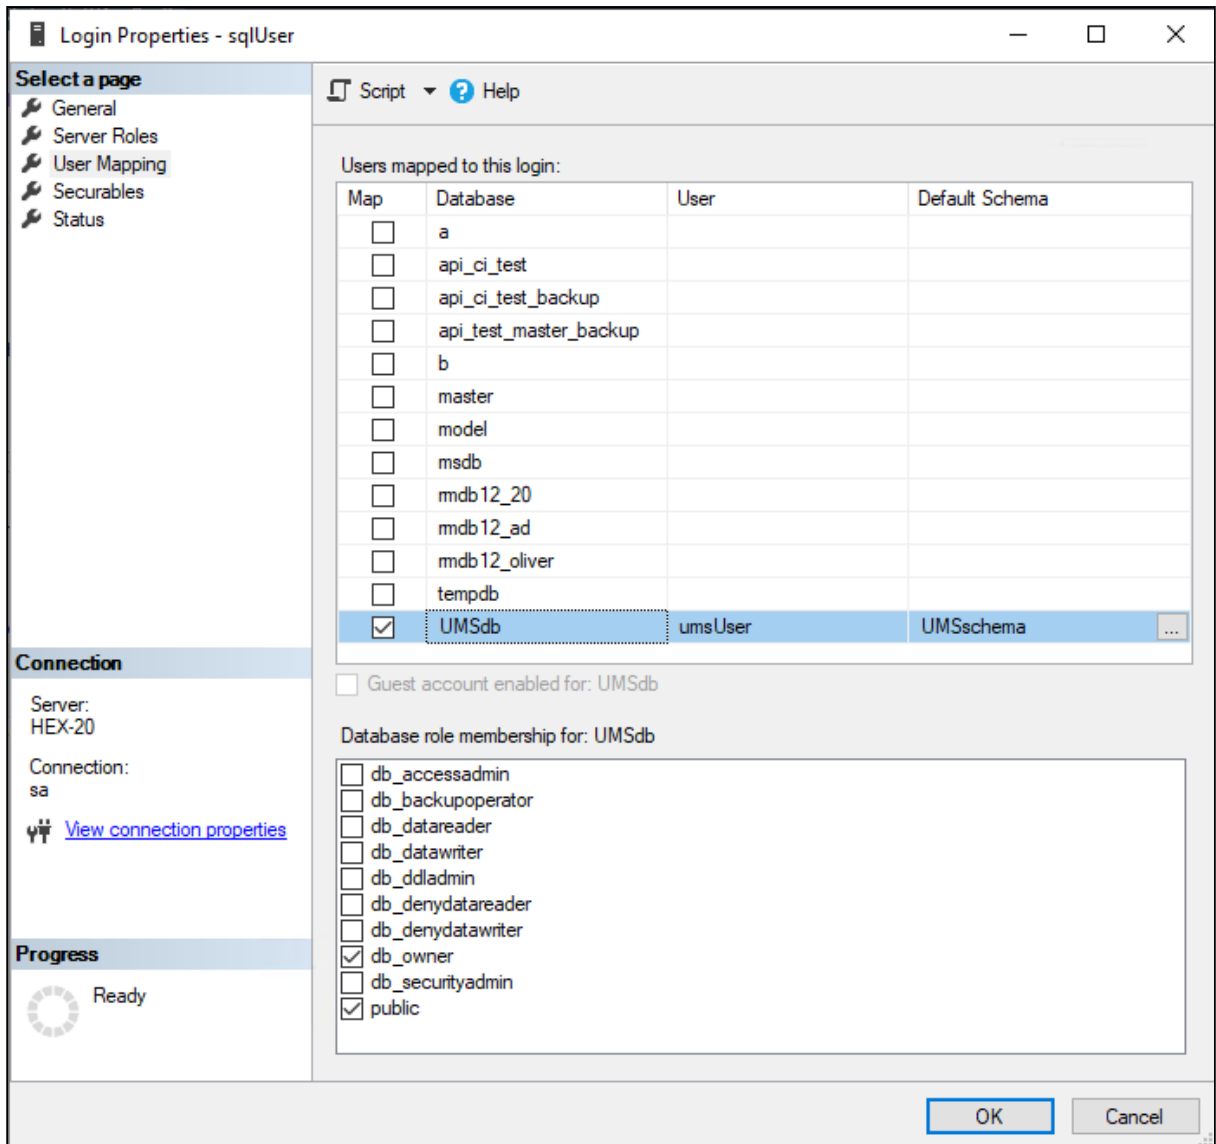 Login Properties - sqlUser
Select a page
General
Server Roles
User Mapping
Securables
Status
Script
Help
Users mapped to this login:
Map Database User Default Schema
a
api_ci_test
api_ci_test_backup
api_test_master_backup
b
master
model
msdb
rmdb12_20
rmdb12_ad
rmdb12_oliver
tempdb
UMSdb umsUser UMSschema ...
Guest account enabled for: UMSdb
Database role membership for: UMSdb
db_accessadmin
db_backupoperator
db_datareader
db_datawriter
db_ddladmin
db_denydatareader
db_denydatawriter
db_owner
db_securityadmin
public
Connection
Server:
HEX-20
Connection:
sa
View connection properties
Progress
Ready
OK Cancel